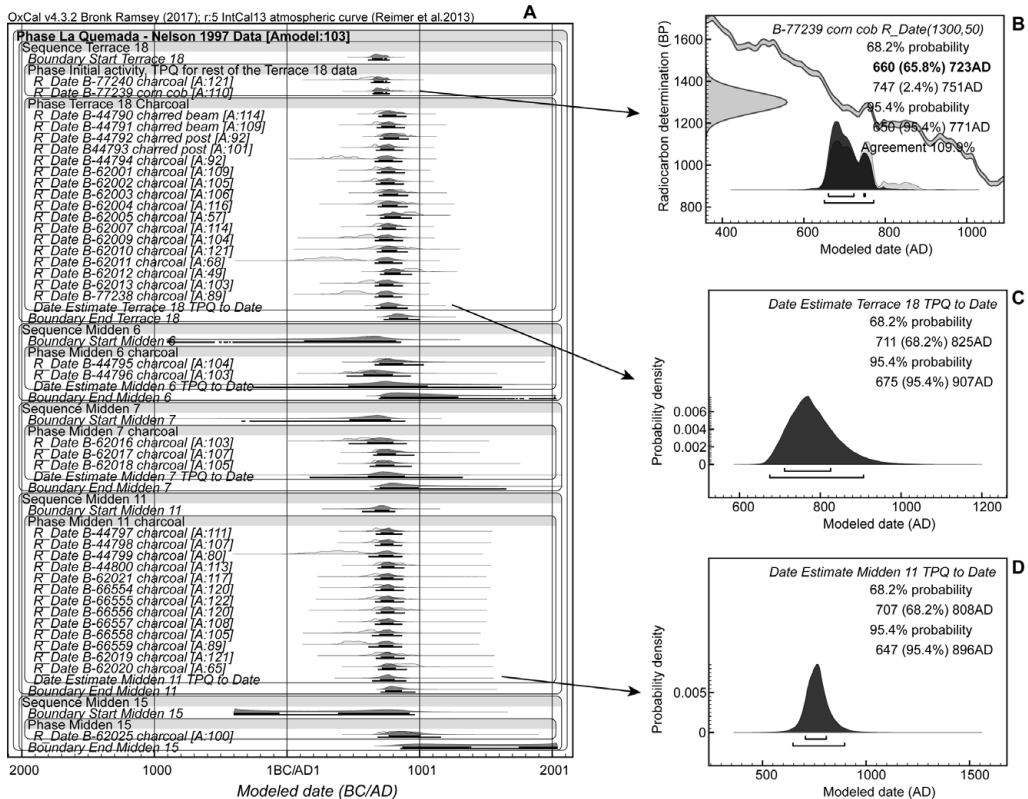 OxCal v4.3.2 Bronk Ramsey (2017); r:5 IntCal13 atmospheric curve (Reimer et al.2013)
A
Phase La Quemada - Nelson 1997 Data [Amodel:103]
Sequence Terrace 18
Boundary Start Terrace 18
Phase Initial activity, TPQ for rest of the Terrace 18 data
R_Date B-77240 charcoal [A:121]
R_Date B-77239 corn cob [A:110]
Phase Terrace 18 Charcoal
R_Date B-44790 charred beam [A:114]
R_Date B-44791 charred beam [A:109]
R_Date B-44792 charred post [A:92]
R_Date B44793 charred post [A:101]
R_Date B-44794 charcoal [A:92]
R_Date B-62001 charcoal [A:109]
R_Date B-62002 charcoal [A:105]
R_Date B-62003 charcoal [A:106]
R_Date B-62004 charcoal [A:116]
R_Date B-62005 charcoal [A:57]
R_Date B-62007 charcoal [A:114]
R_Date B-62009 charcoal [A:104]
R_Date B-62010 charcoal [A:121]
R_Date B-62011 charcoal [A:68]
R_Date B-62012 charcoal [A:49]
R_Date B-62013 charcoal [A:103]
R_Date B-77238 charcoal [A:89]
Date Estimate Terrace 18 TPQ to Date
Boundary End Terrace 18
Sequence Midden 6
Boundary Start Midden 6
Phase Midden 6 charcoal
R_Date B-44795 charcoal [A:104]
R_Date B-44796 charcoal [A:103]
Date Estimate Midden 6 TPQ to Date
Boundary End Midden 6
Sequence Midden 7
Boundary Start Midden 7
Phase Midden 7 charcoal
R_Date B-62016 charcoal [A:103]
R_Date B-62017 charcoal [A:107]
R_Date B-62018 charcoal [A:105]
Date Estimate Midden 7 TPQ to Date
Boundary End Midden 7
Sequence Midden 11
Boundary Start Midden 11
Phase Midden 11 charcoal
R_Date B-44797 charcoal [A:111]
R_Date B-44798 charcoal [A:107]
R_Date B-44799 charcoal [A:80]
R_Date B-44800 charcoal [A:113]
R_Date B-62021 charcoal [A:117]
R_Date B-66554 charcoal [A:120]
R_Date B-66555 charcoal [A:122]
R_Date B-66556 charcoal [A:120]
R_Date B-66557 charcoal [A:108]
R_Date B-66558 charcoal [A:105]
R_Date B-66559 charcoal [A:89]
R_Date B-62019 charcoal [A:121]
R_Date B-62020 charcoal [A:65]
Date Estimate Midden 11 TPQ to Date
Boundary End Midden 11
Sequence Midden 15
Boundary Start Midden 15
Phase Midden 15
R_Date B-62025 charcoal [A:100]
Boundary End Midden 15
2000 1000 1BC/AD1 1001 2001
Modeled date (BC/AD)
B
B-77239 corn cob R_Date(1300,50)
68.2% probability
660 (65.8%) 723AD
747 (2.4%) 751AD
95.4% probability
650 (95.4%) 771AD
Agreement 109.9%
Radiocarbon determination (BP)
1600
1400
1200
1000
800
400 600 800 1000
Modeled date (AD)
C
Date Estimate Terrace 18 TPQ to Date
68.2% probability
711 (68.2%) 825AD
95.4% probability
675 (95.4%) 907AD
Probability density
0.006
0.004
0.002
0
600 800 1000 1200
Modeled date (AD)
D
Date Estimate Midden 11 TPQ to Date
68.2% probability
707 (68.2%) 808AD
95.4% probability
647 (95.4%) 896AD
Probability density
0.005
0
500 1000 1500
Modeled date (AD)